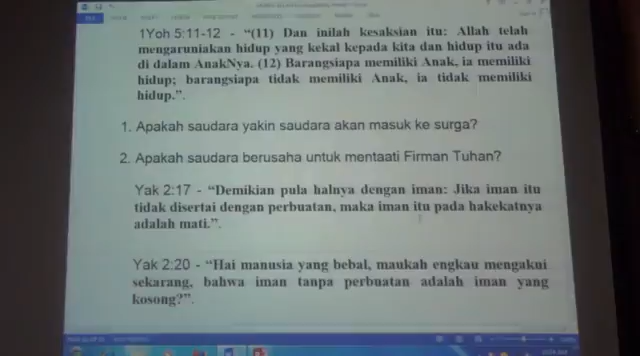 1Yoh 5:11-12 - “(11) Dan inilah kesaksian itu: Allah telah
mengaruniakan hidup yang kekal kepada kita dan hidup itu ada
di dalam AnakNya. (12) Barangsiapa memiliki Anak, ia memiliki
hidup; barangsiapa tidak memiliki Anak, ia tidak memiliki
hidup.”.
1. Apakah saudara yakin saudara akan masuk ke surga?
2. Apakah saudara berusaha untuk mentaati Firman Tuhan?
Yak 2:17 - “Demikian pula halnya dengan iman: Jika iman itu
tidak disertai dengan perbuatan, maka iman itu pada hakekatnya
adalah mati.”.
Yak 2:20 - “Hai manusia yang bebal, maukah engkau mengakui
sekarang, bahwa iman tanpa perbuatan adalah iman yang
kosong?”.